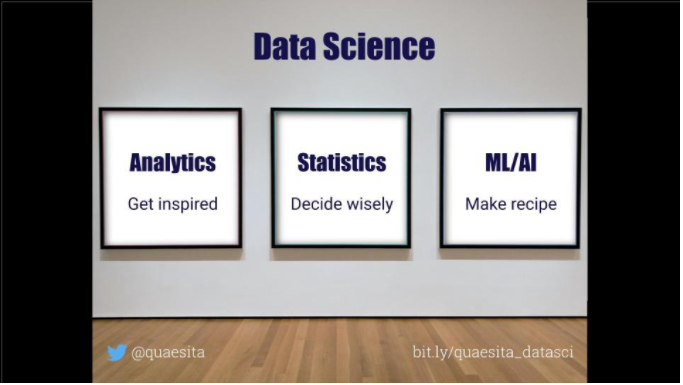 Data Science
Analytics
Get inspired
Statistics
Decide wisely
ML/AI
Make recipe
@quaesita
bit.ly/quaesita_datasci